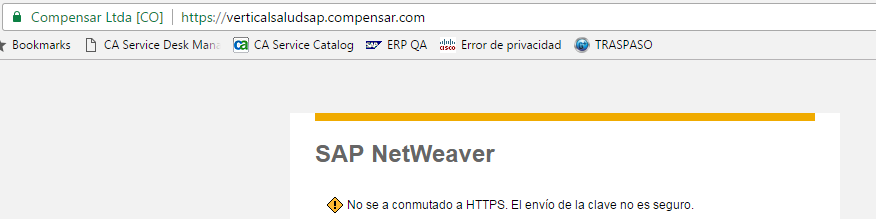 Compensar Ltda [CO] https://verticalsaludsap.compensar.com
Bookmarks CA Service Desk Mana CA Service Catalog ERP QA Error de privacidad TRASPASO
SAP NetWeaver
No se a conmutado a HTTPS. El envío de la clave no es seguro.